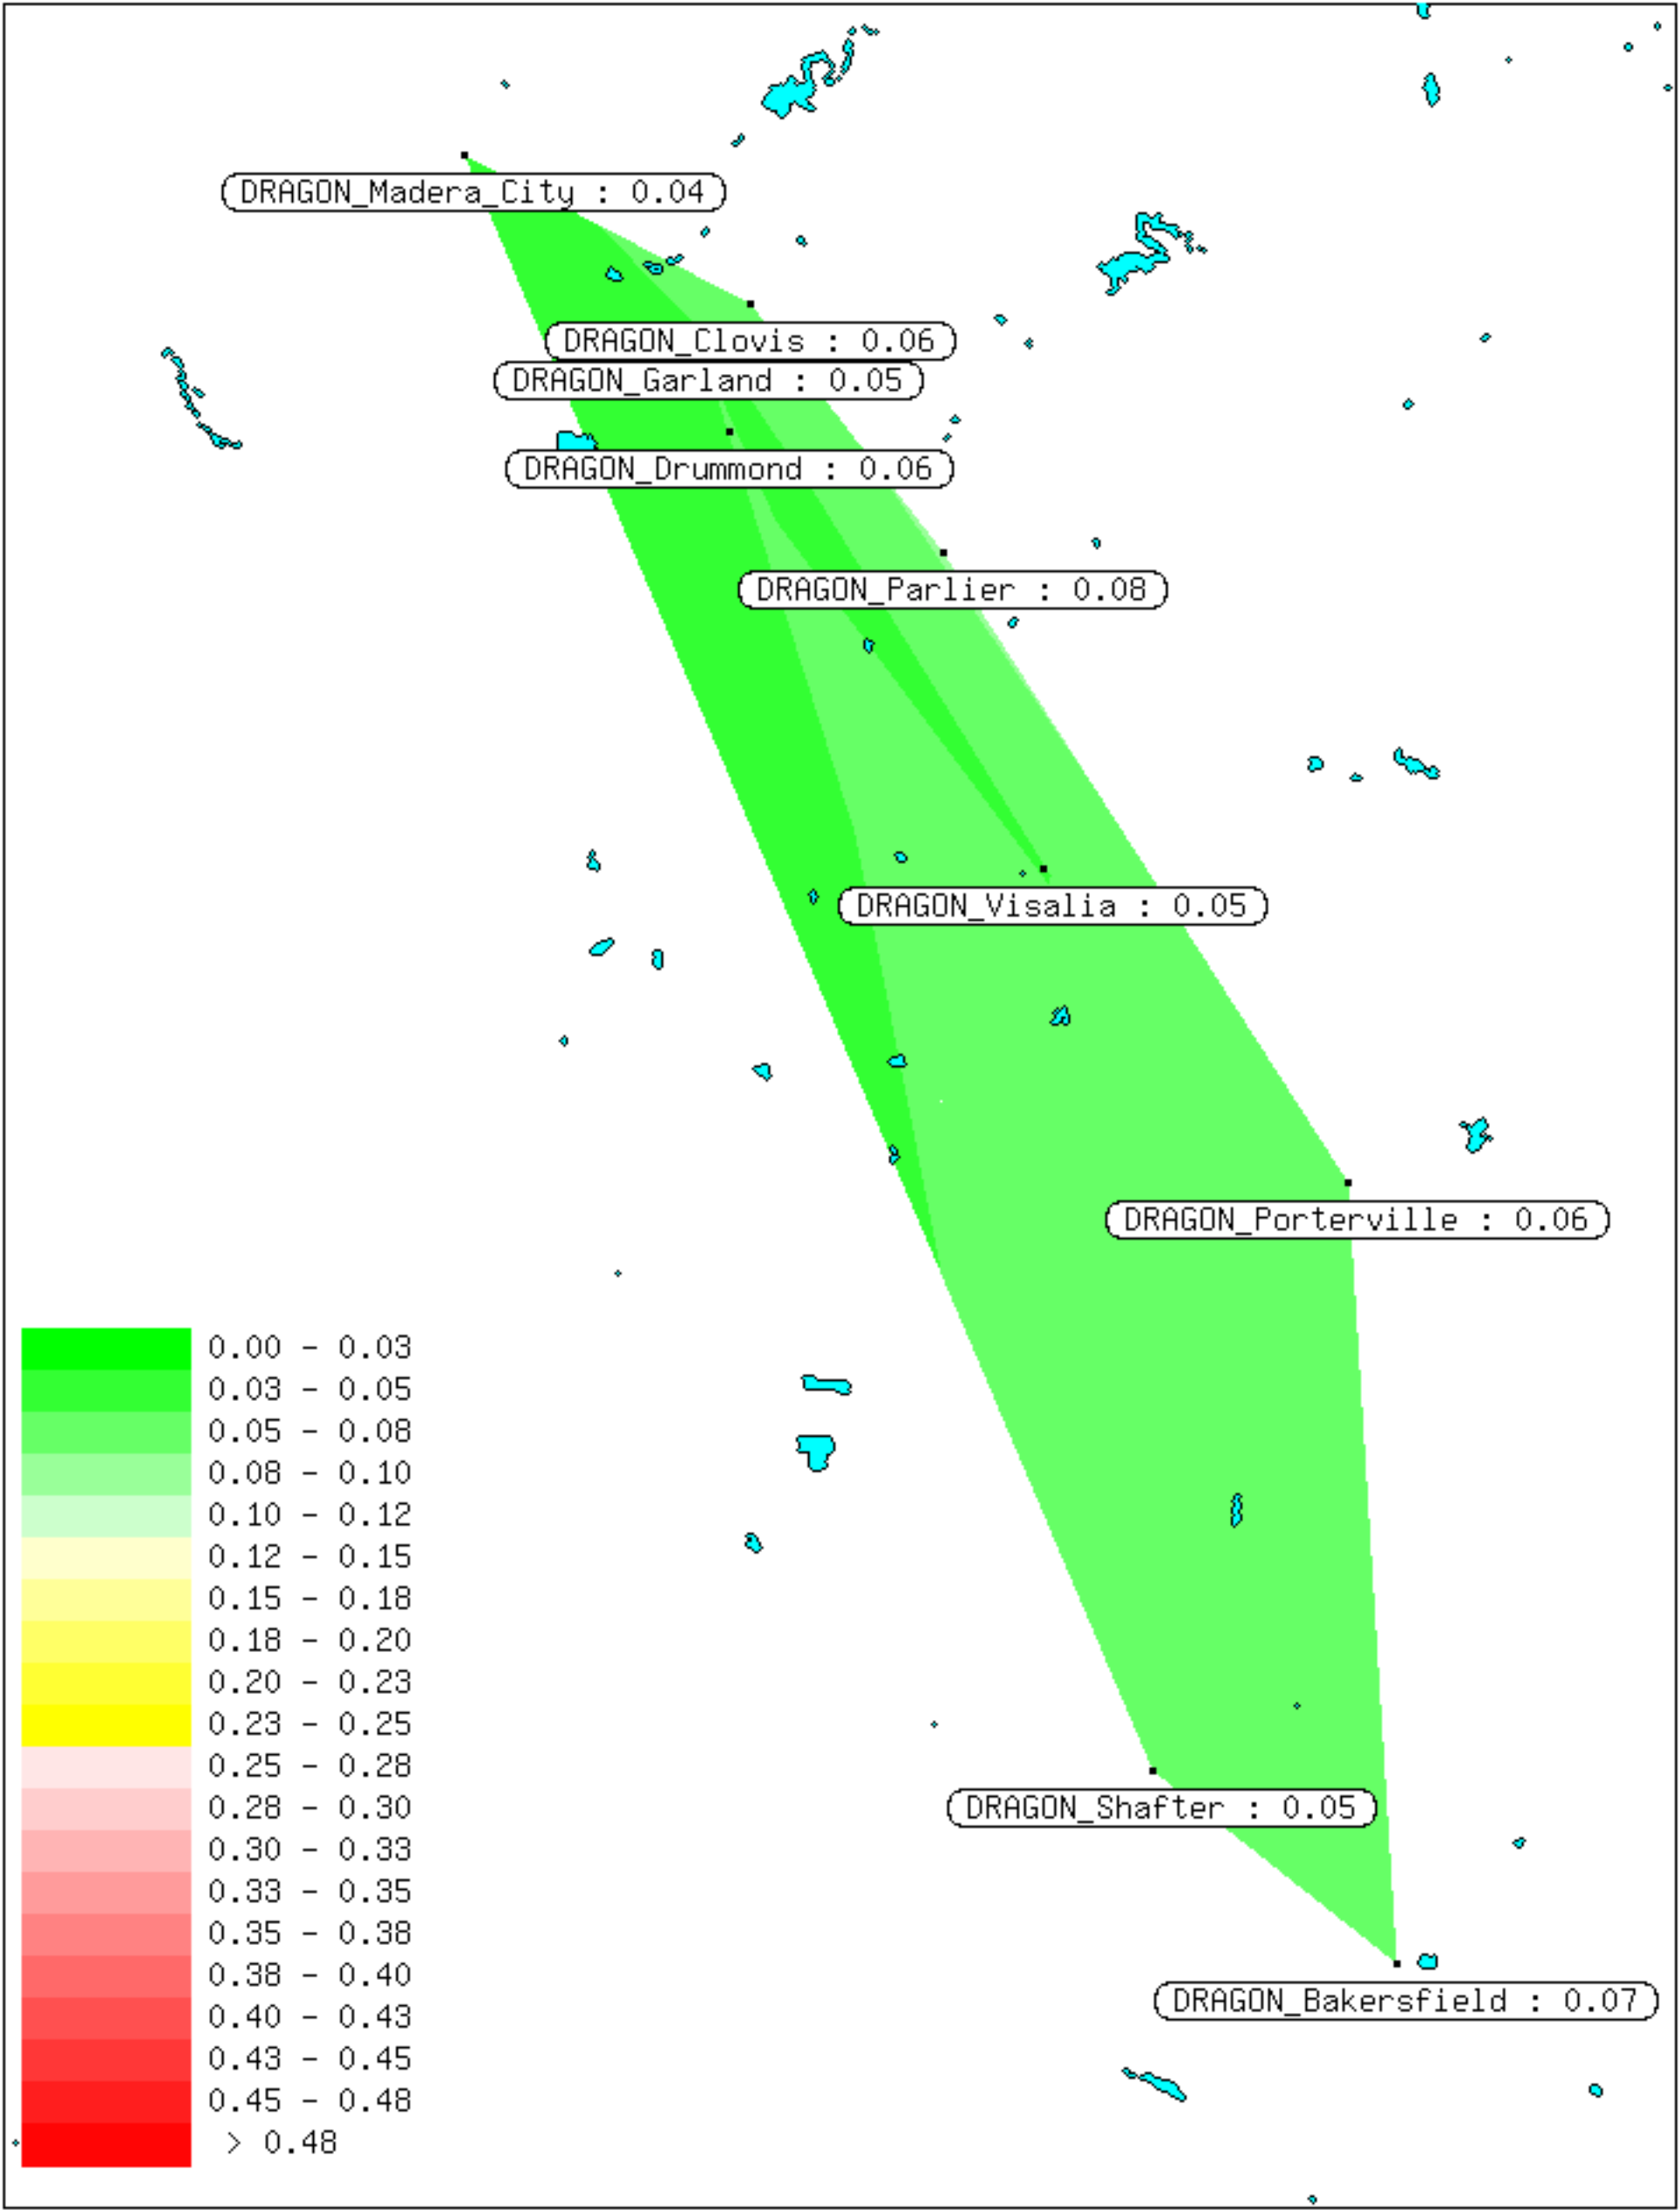 DRAGON_Madera_City : 0.04
DRAGON_Clovis : 0.06
DRAGON_Garland : 0.05
DRAGON_Drummond : 0.06
DRAGON_Parlier : 0.08
DRAGON_Visalia : 0.05
DRAGON_Porterville : 0.06
DRAGON_Shafter : 0.05
DRAGON_Bakersfield : 0.07
0.00 - 0.03
0.03 - 0.05
0.05 - 0.08
0.08 - 0.10
0.10 - 0.12
0.12 - 0.15
0.15 - 0.18
0.18 - 0.20
0.20 - 0.23
0.23 - 0.25
0.25 - 0.28
0.28 - 0.30
0.30 - 0.33
0.33 - 0.35
0.35 - 0.38
0.38 - 0.40
0.40 - 0.43
0.43 - 0.45
0.45 - 0.48
> 0.48